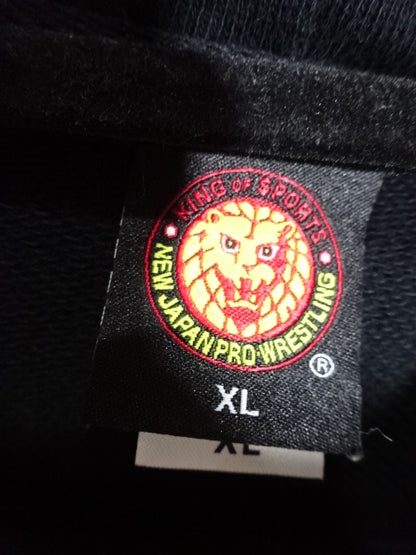 KING OF SPORTS
NEW JAPAN PRO-WRESTLING
®
XL
XL